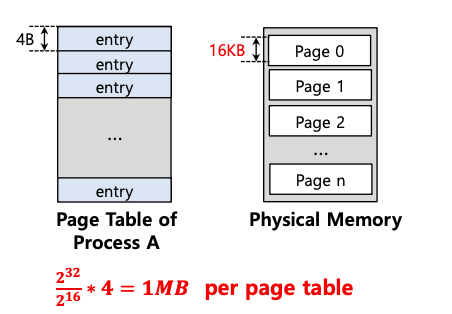 4B
entry
entry
entry
...
entry
Page Table of
Process A
16KB
Page 0
Page 1
Page 2
...
Page n
Physical Memory
2^32/2^16 * 4 = 1MB per page table